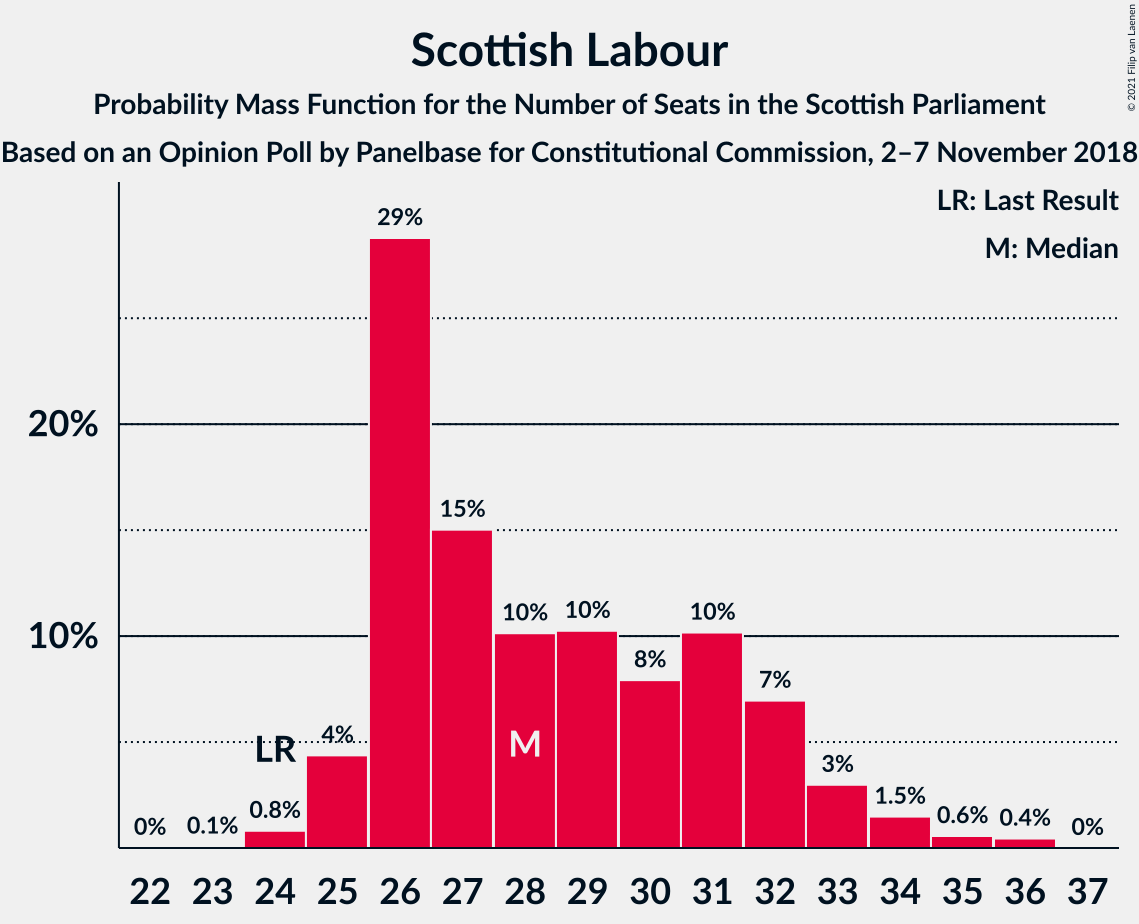 Scottish Labour
Probability Mass Function for the Number of Seats in the Scottish Parliament
Based on an Opinion Poll by Panelbase for Constitutional Commission, 2–7 November 2018
© 2021 Filip van Laenen
LR: Last Result
M: Median
29%
20%
15%
10%
10%
10%
10%
8%
7%
LR
4%
M
3%
0%
0.1%
0.8%
1.5%
0.6%
0.4%
0%
22 23 24 25 26 27 28 29 30 31 32 33 34 35 36 37